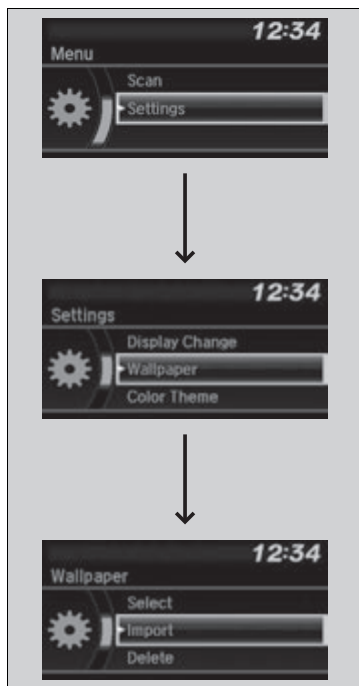 12:34
Menu
Scan
Settings
12:34
Settings
Display Change
Wallpaper
Color Theme
12:34
Wallpaper
Select
Import
Delete